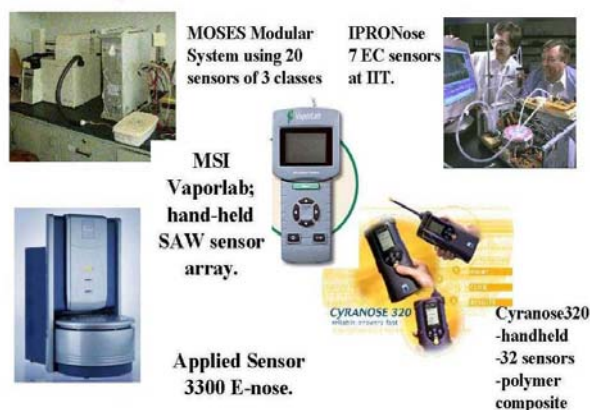 MOSES Modular
System using 20
sensors of 3 classes
IPRONose
7 EC sensors
at IIT.
MSI
Vaporlab;
hand-held
SAW sensor
array.
VaporLab
CYRANOSE 320
Applied Sensor
3300 E-nose.
Cyranose320
-handheld
-32 sensors
-polymer
composite